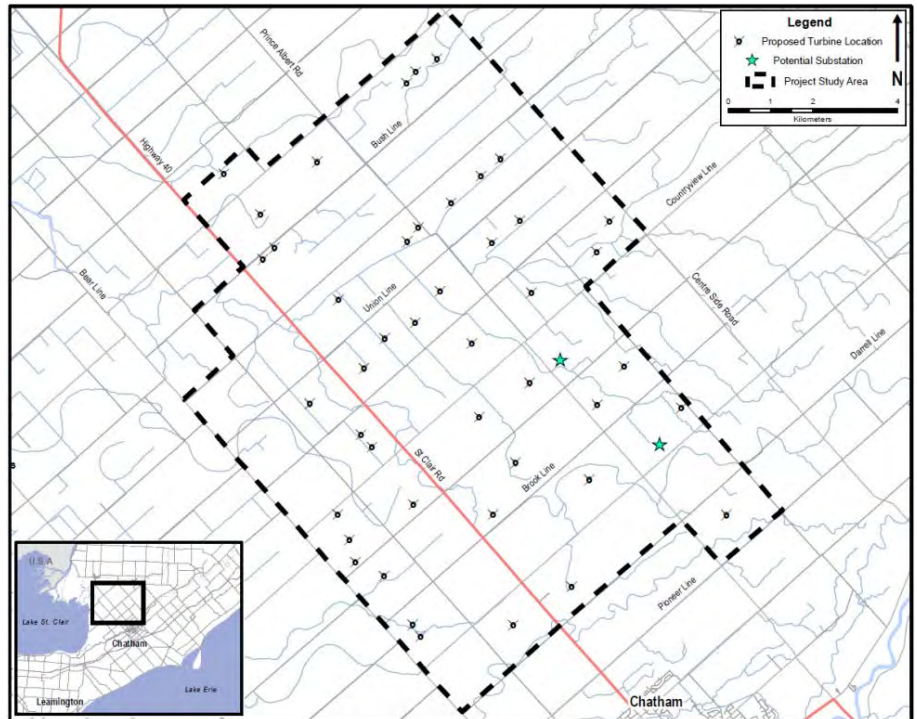 Legend
Proposed Turbine Location
Potential Substation
Project Study Area
N
0 1 2 4
Kilometers
Prince Albert Rd
Bush Line
Highway 40
Countryview Line
Bear Line
Union Line
Centre Side Road
Darrell Line
St Clair Rd
Brook Line
Pioneer Line
s
U.S.A
Lake St. Clair
Chatham
Lake Erie
Leamington
Chatham